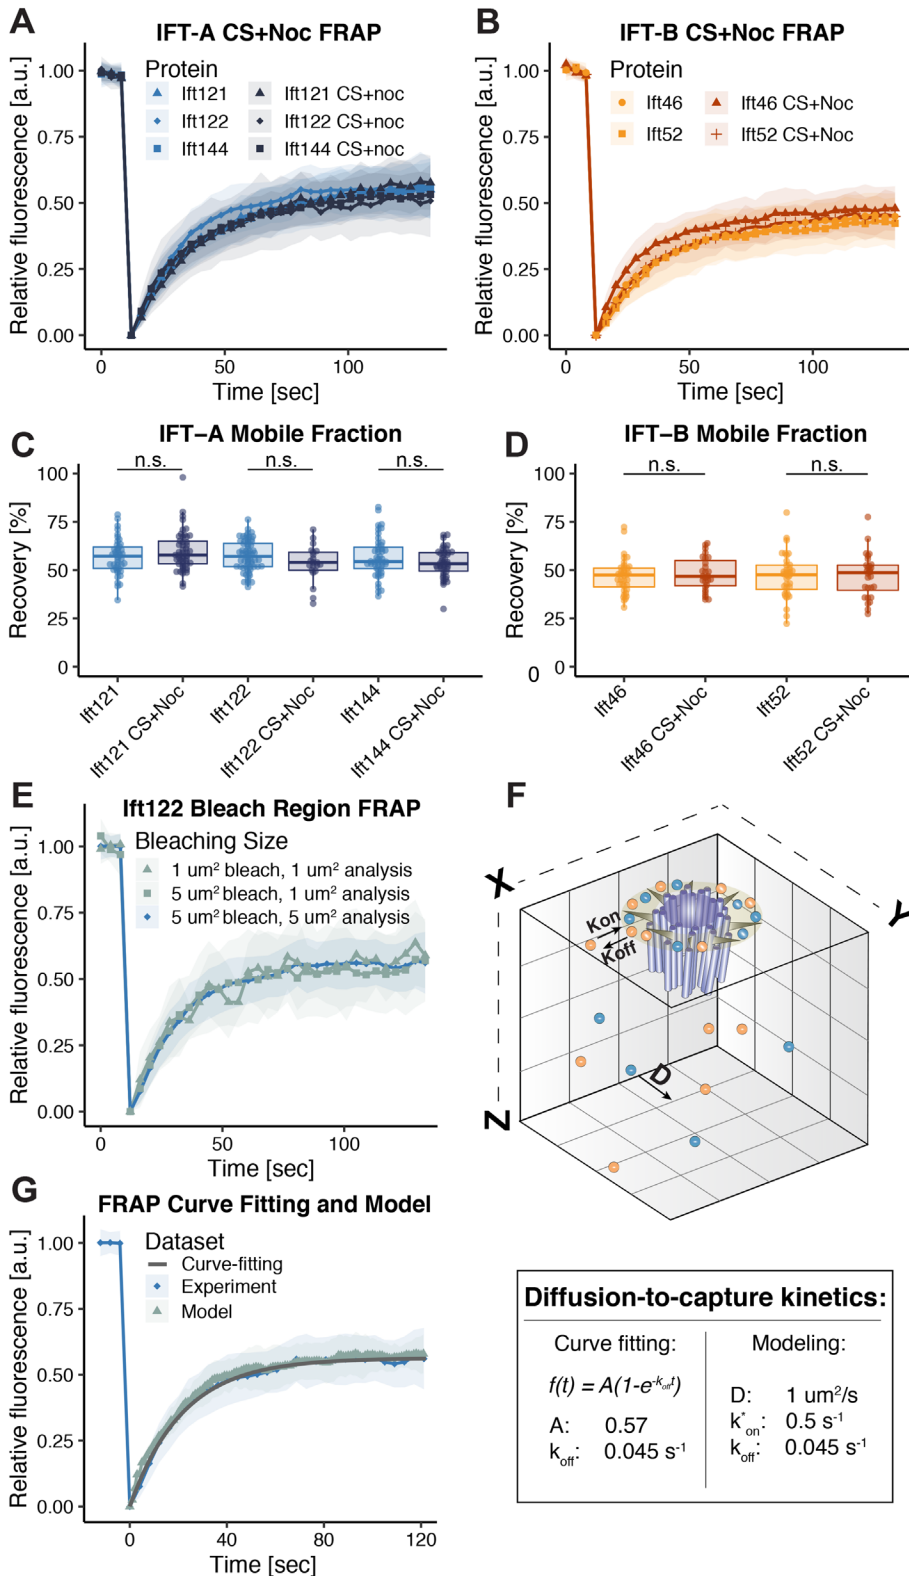 A
IFT-A CS+Noc FRAP
Relative fluorescence [a.u.]
1.00
0.75
0.50
0.25
0.00
Protein
Ift121
Ift121 CS+noc
Ift122
Ift122 CS+noc
Ift144
Ift144 CS+noc
0
50
100
Time [sec]
B
IFT-B CS+Noc FRAP
Relative fluorescence [a.u.]
1.00
0.75
0.50
0.25
0.00
Protein
Ift46
Ift46 CS+Noc
Ift52
Ift52 CS+Noc
0
50
100
Time [sec]
C
IFT–A Mobile Fraction
Recovery [%]
100
75
50
25
0
n.s.
n.s.
n.s.
Ift121
Ift121 CS+Noc
Ift122
Ift122 CS+Noc
Ift144
Ift144 CS+Noc
D
IFT–B Mobile Fraction
Recovery [%]
100
75
50
25
0
0
n.s.
n.s.
Ift46
Ift46 CS+Noc
Ift52
Ift52 CS+Noc
E
Ift122 Bleach Region FRAP
Relative fluorescence [a.u.]
1.00
0.75
0.50
0.25
0.00
Bleaching Size
1 um² bleach, 1 um² analysis
5 um² bleach, 1 um² analysis
5 um² bleach, 5 um² analysis
0
50
100
Time [sec]
F
X
Y
Z
Kon
Koff
D
G
FRAP Curve Fitting and Model
Relative fluorescence [a.u.]
1.00
0.75
0.50
0.25
0.00
Dataset
Curve-fitting
Experiment
Model
0
40
80
120
Time [sec]
Diffusion-to-capture kinetics:
Curve fitting:
f(t) = A(1-e^-k_off t)
A: 0.57
k_off: 0.045 s⁻¹
Modeling:
D: 1 um²/s
k*_on: 0.5 s⁻¹
k_off: 0.045 s⁻¹